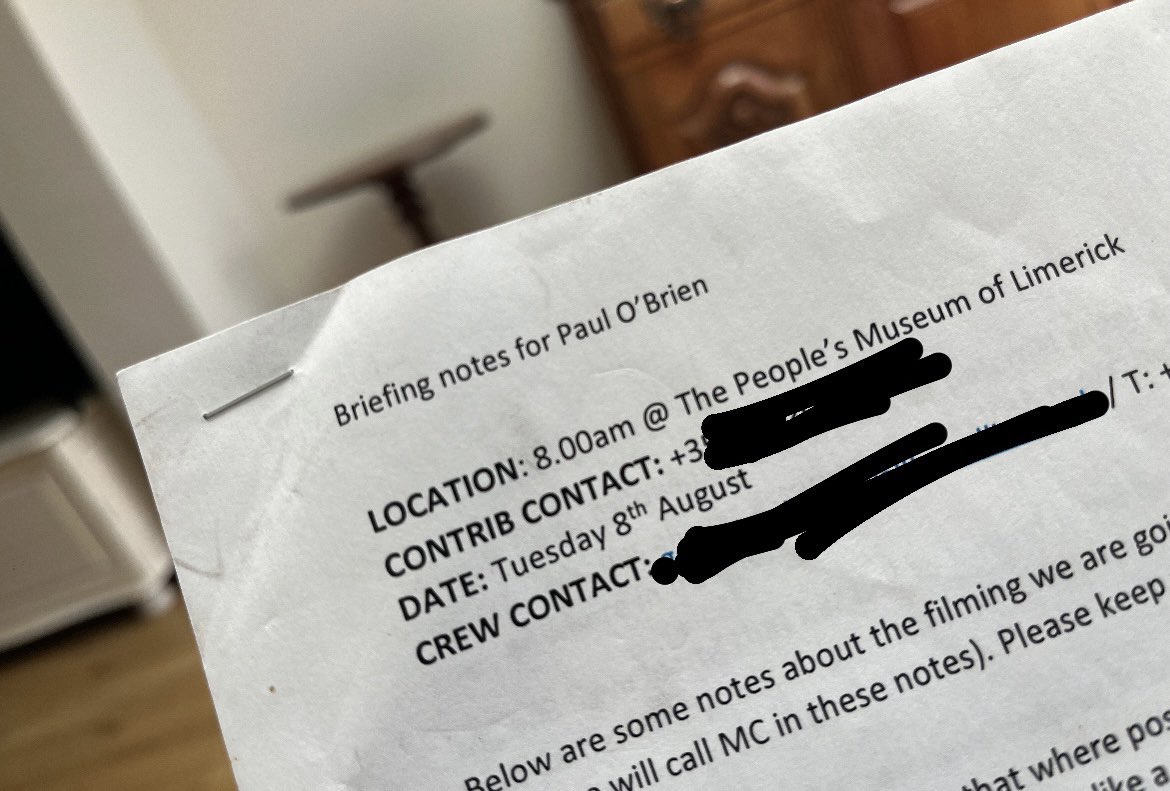 Briefing notes for Paul O'Brien
LOCATION: 8.00am @ The People's Museum of Limerick
CONTRIB CONTACT: +3
DATE: Tuesday 8th August
CREW CONTACT: / T: +
Below are some notes about the filming we are goi
will call MC in these notes). Please keep
that where pos
like a